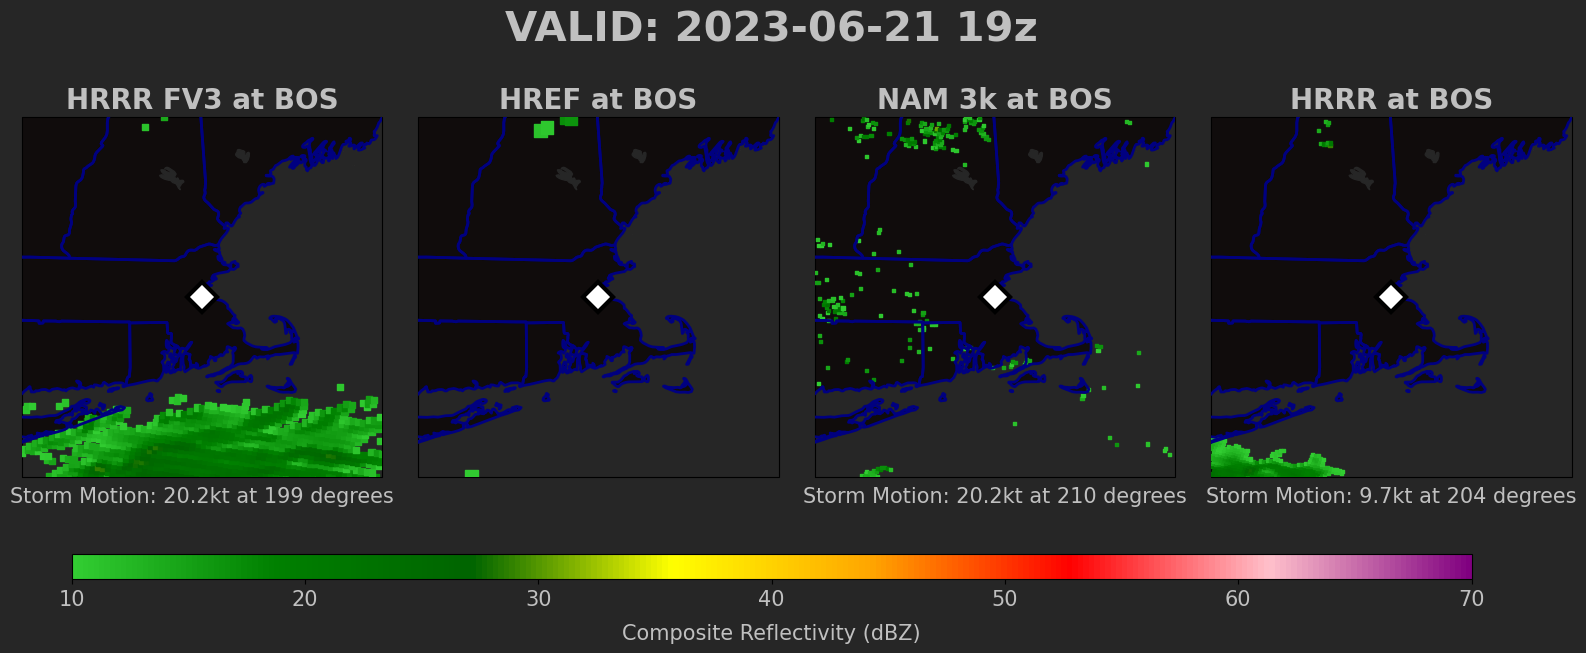 VALID: 2023-06-21 19z
HRRR FV3 at BOS
HREF at BOS
NAM 3k at BOS
HRRR at BOS
Storm Motion: 20.2kt at 199 degrees
Storm Motion: 20.2kt at 210 degrees
Storm Motion: 9.7kt at 204 degrees
10 20 30 40 50 60 70
Composite Reflectivity (dBZ)